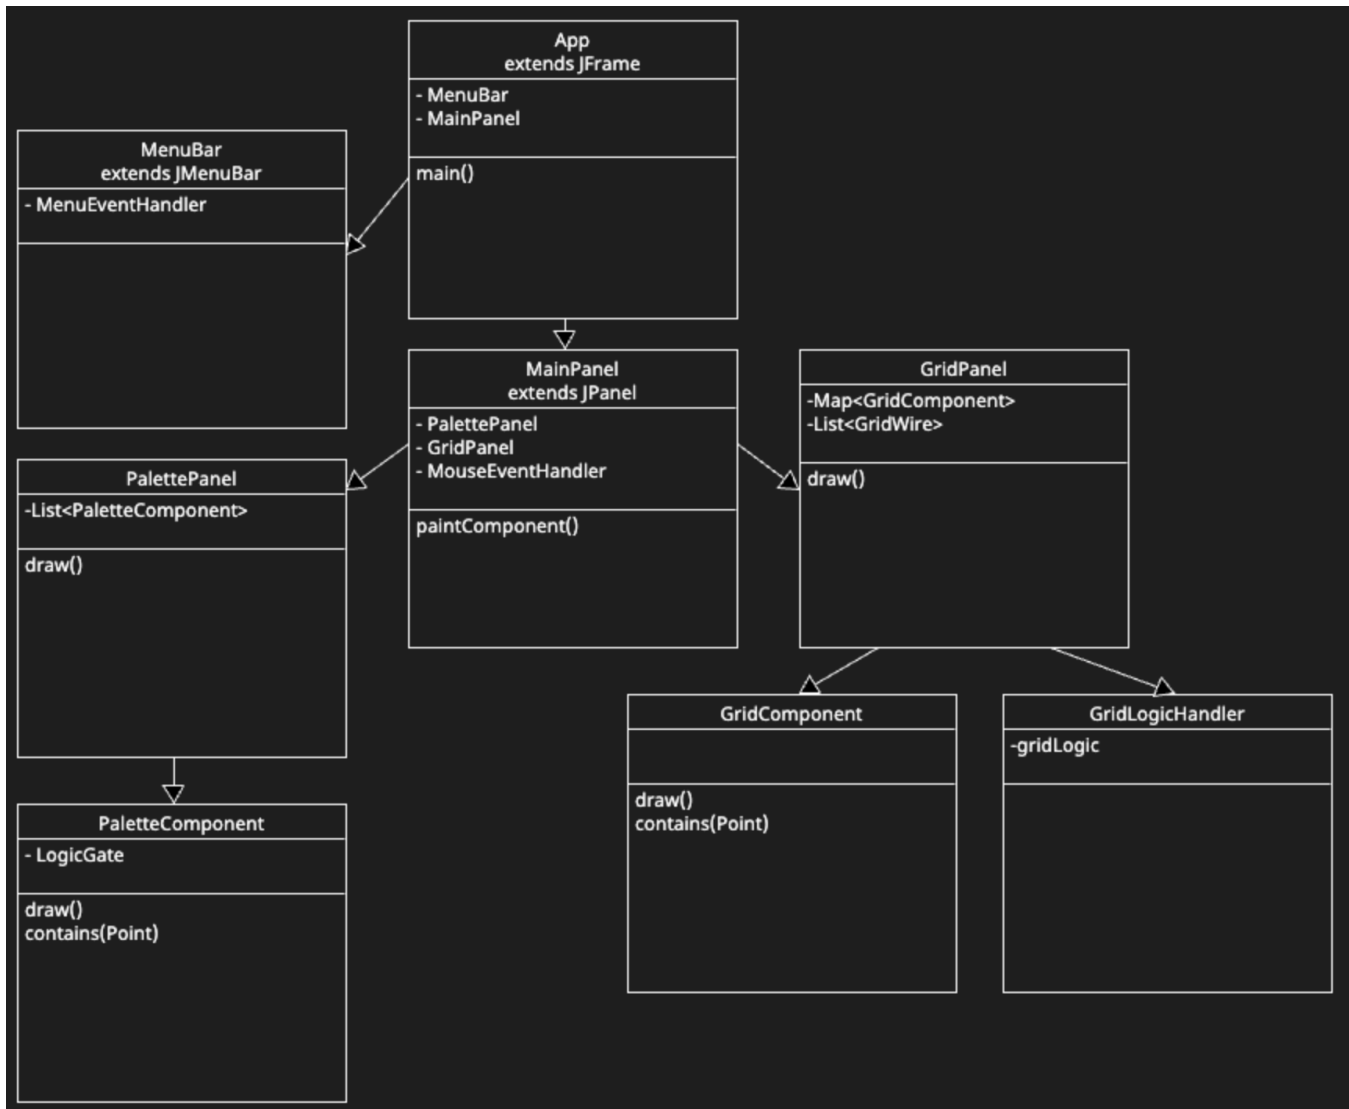 App
extends JFrame
- MenuBar
- MainPanel
main()
MenuBar
extends JMenuBar
- MenuEventHandler
MainPanel
extends JPanel
- PalettePanel
- GridPanel
- MouseEventHandler
paintComponent()
GridPanel
-Map<GridComponent>
-List<GridWire>
draw()
PalettePanel
-List<PaletteComponent>
draw()
GridComponent
draw()
contains(Point)
GridLogicHandler
-gridLogic
PaletteComponent
- LogicGate
draw()
contains(Point)